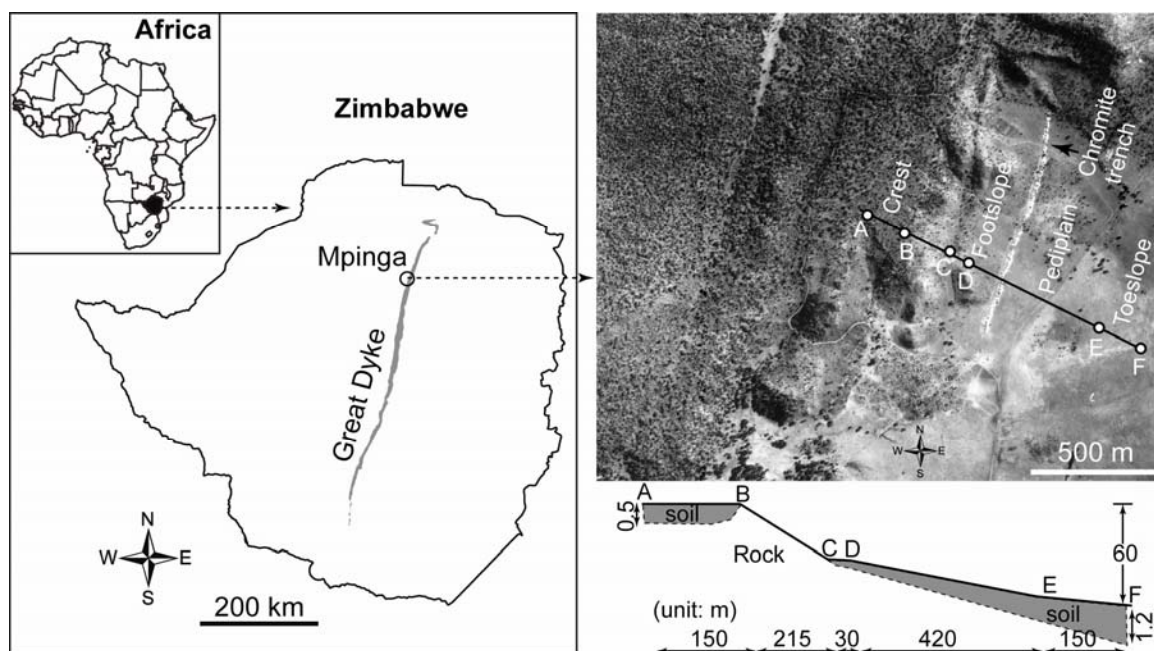 Africa
Zimbabwe
Mpinga
Great Dyke
N
W E
S
200 km
Crest
Footslope
Pediplain
Chromite
trench
Toeslope
A
B
C
D
E
F
N
W E
S
500 m
A B
0.5
soil
Rock
C D
E
F
60
soil
1.2
(unit: m)
150 215 30 420 150